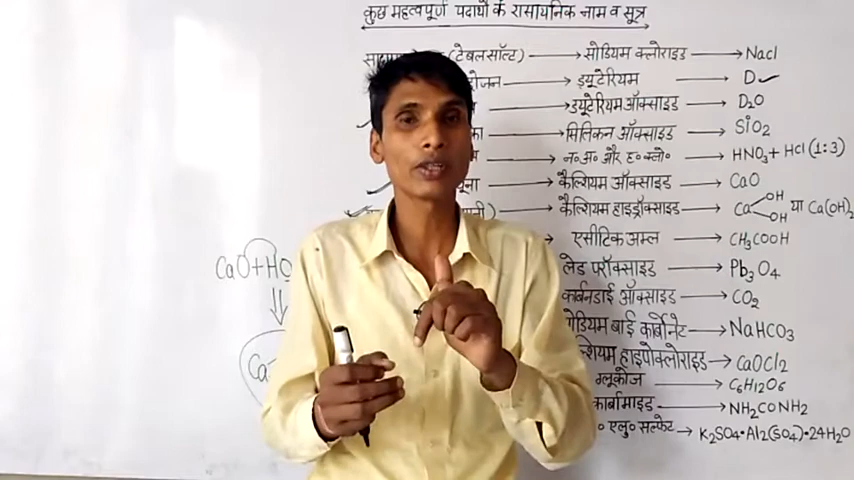 कुछ महत्वपूर्ण पदार्थो के रासायनिक नाम व सूत्र
(टेबल सॉल्ट) → सोडियम क्लोराइड → Nacl
→ ड्यूटेरियम → D ✓
→ ड्यूटेरियम ऑक्साइड → D2O
→ सिलिकन ऑक्साइड → SiO2
→ न॰अ॰ और ह॰क्लो॰ → HNO3 + HCl (1:3)
→ कैल्शियम ऑक्साइड → CaO
→ कैल्शियम हाइड्रॉक्साइड → Ca OH OH या Ca(OH)2
एसीटिक अम्ल → CH3COOH
लेड परॉक्साइड → Pb3O4
कार्बनडाई ऑक्साइड → CO2
बाई कार्बोनेट → NaHCO3
हाइपोक्लोराइड → CaOCl2
ग्लूकोज → C6H12O6
कार्बामाइड → NH2CONH2
एलु॰ सल्फेट → K2SO4·Al2(SO4)·24H2O
CaO+HO
Ca